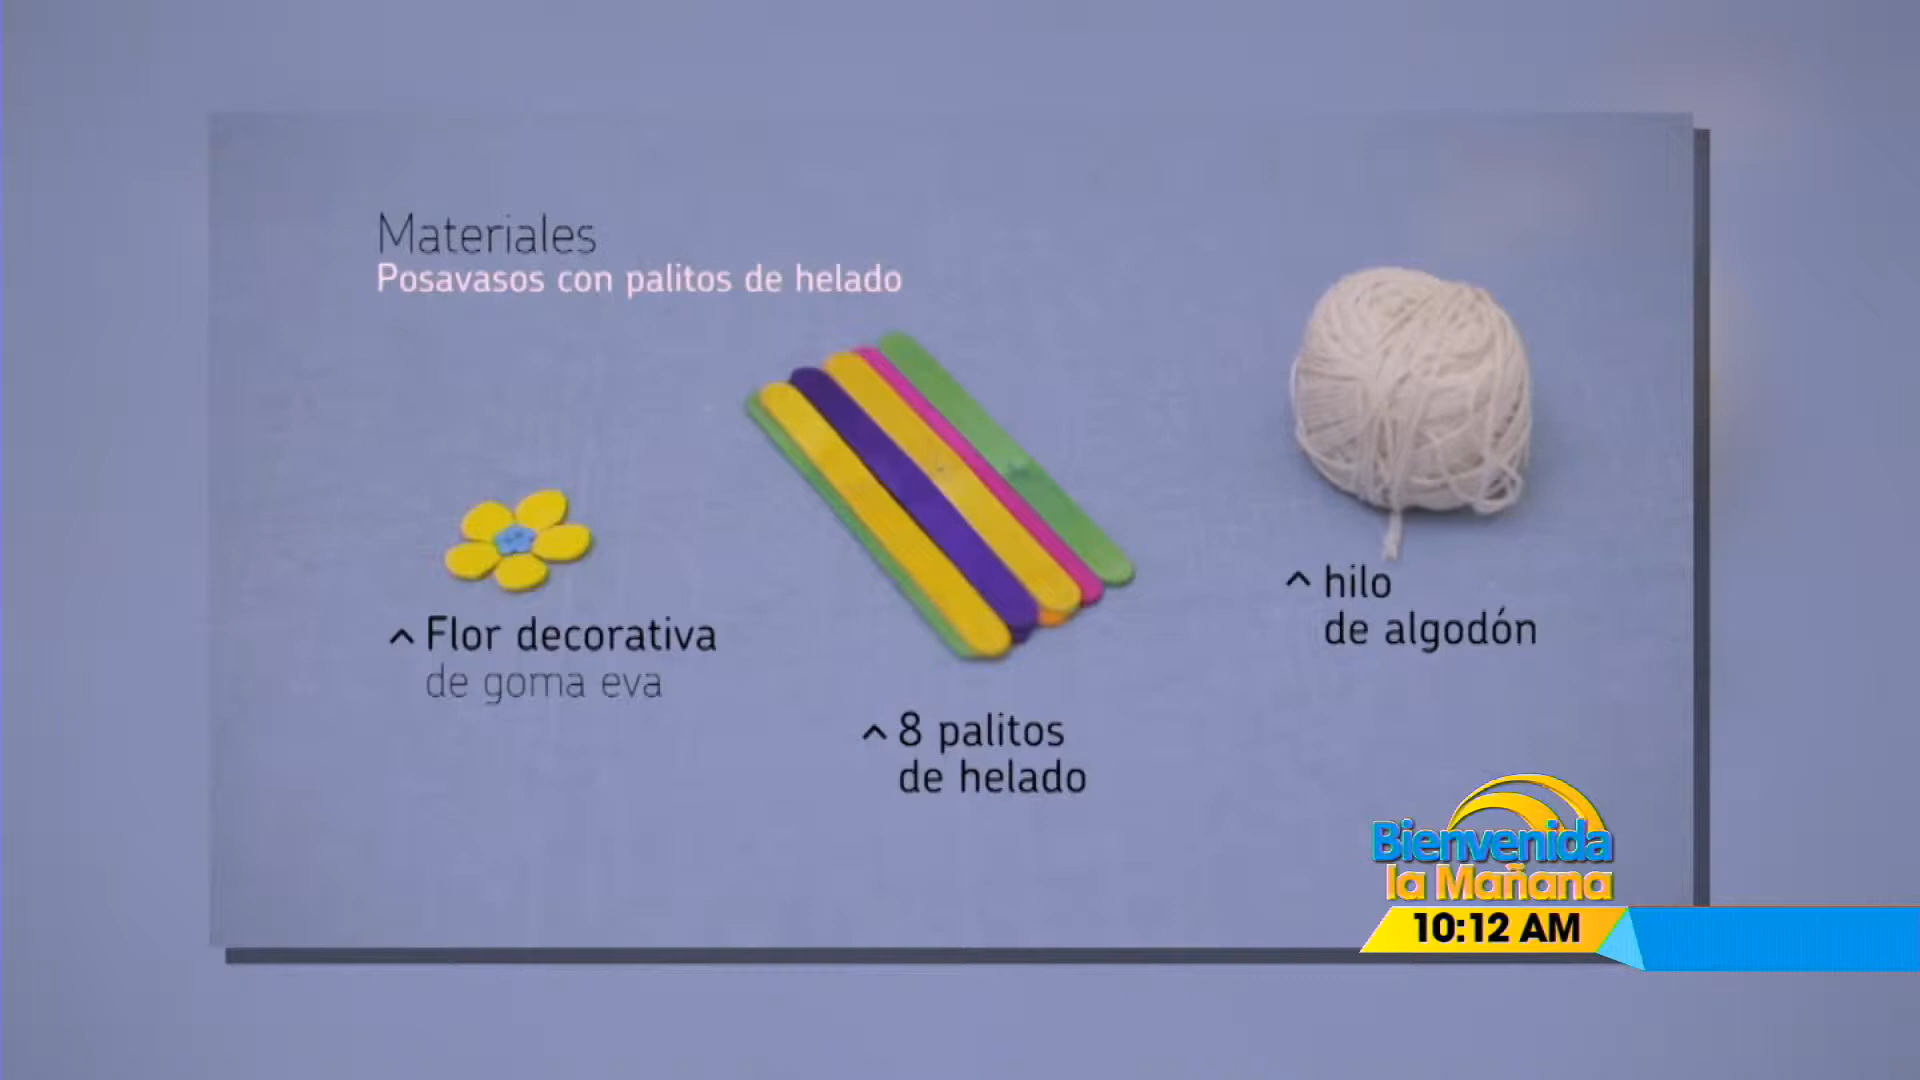 Materiales
Posavasos con palitos de helado
^ Flor decorativa
de goma eva
^ 8 palitos
de helado
^ hilo
de algodón
Bienvenida
la Mañana
10:12 AM